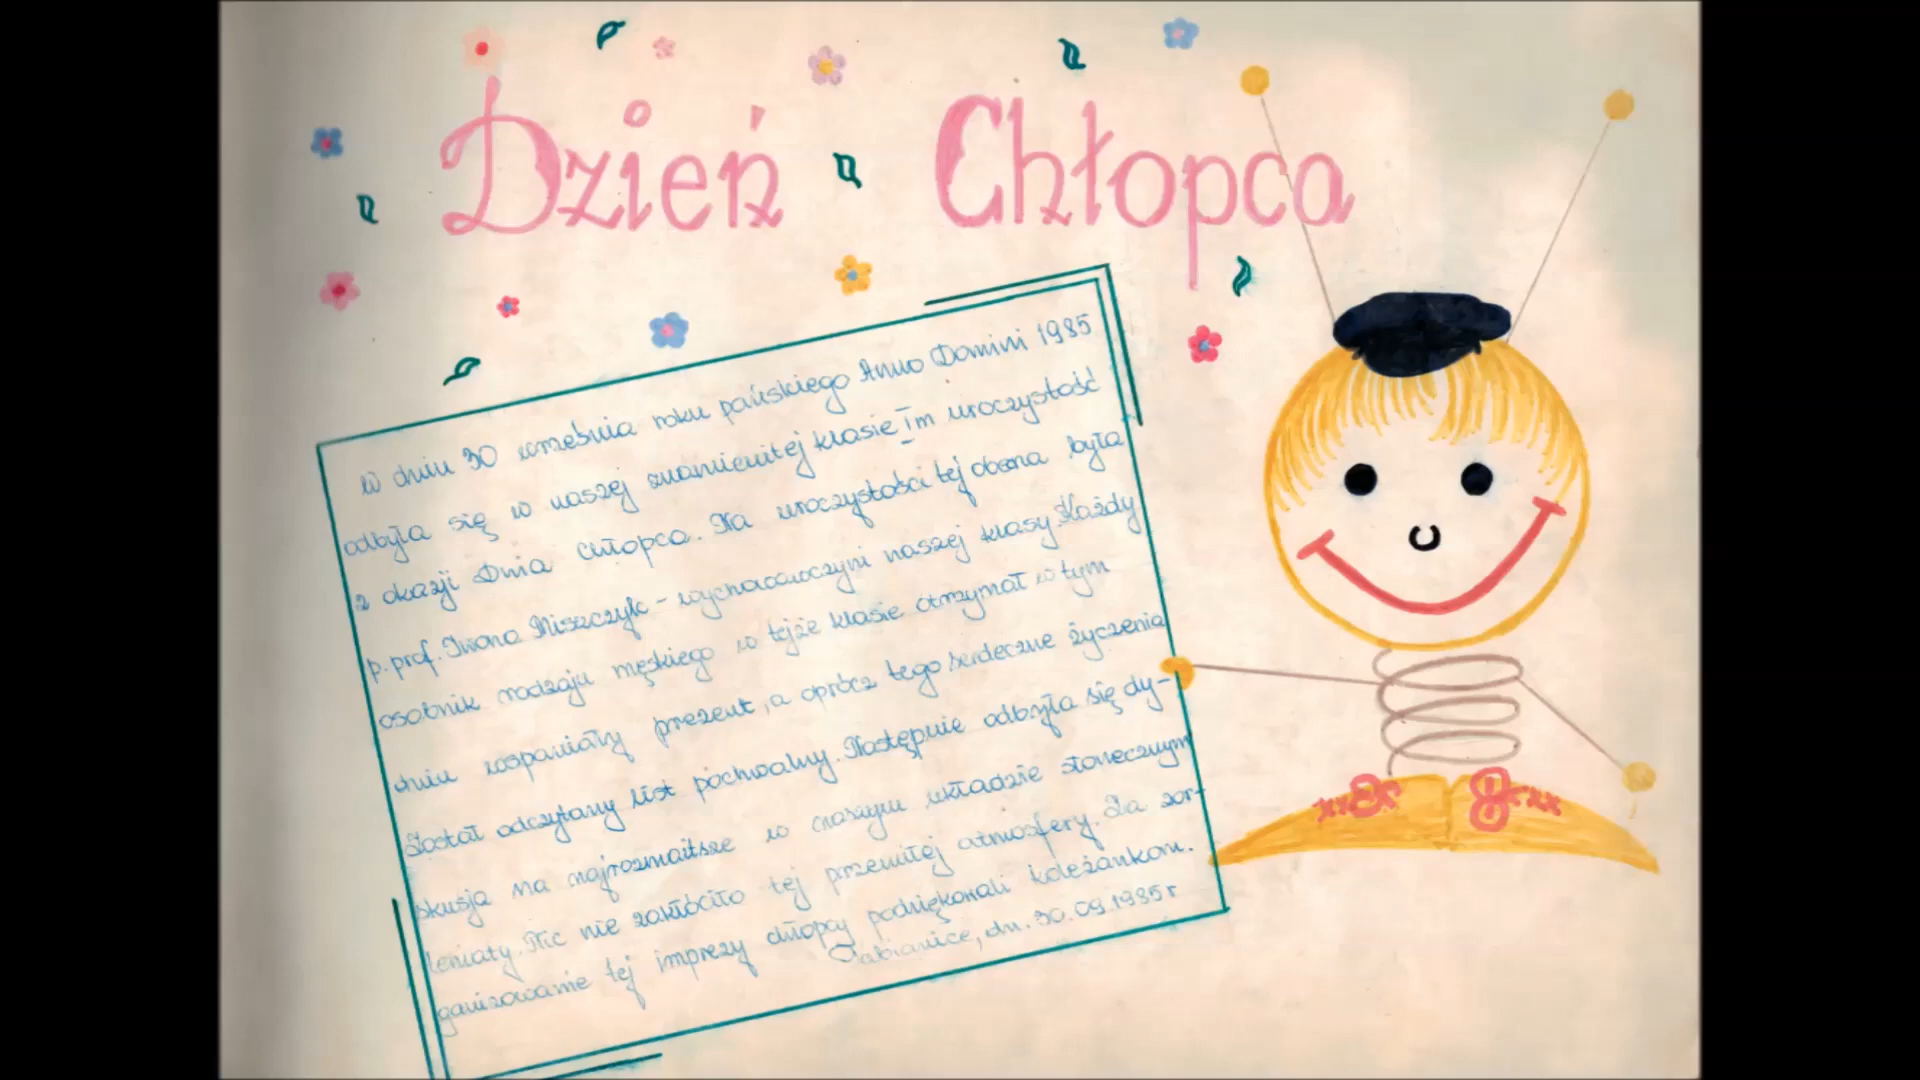 Dzień Chłopca
W dniu 30 września roku pańskiego Anno Domini 1985
odbyła się w naszej znamienitej klasie Im uroczystość
z okazji Dnia Chłopca. Na uroczystości tej obecna była
p. prof. Iwona Miszczyk - wychowawczyni naszej klasy. Każdy
osobnik rodzaju męskiego w tejże klasie otrzymał w tym
dniu wspaniały prezent, a oprócz tego serdeczne życzenia
Został odczytany list pochwalny. Następnie odbyła się dy-
skusja na najrozmaitsze w naszym układzie słonecznym
tematy. Nic nie zakłóciło tej przemiłej atmosfery. Za zor-
ganizowanie tej imprezy chłopcy podziękowali koleżankom.
Pabianice, dn. 30.09.1985 r